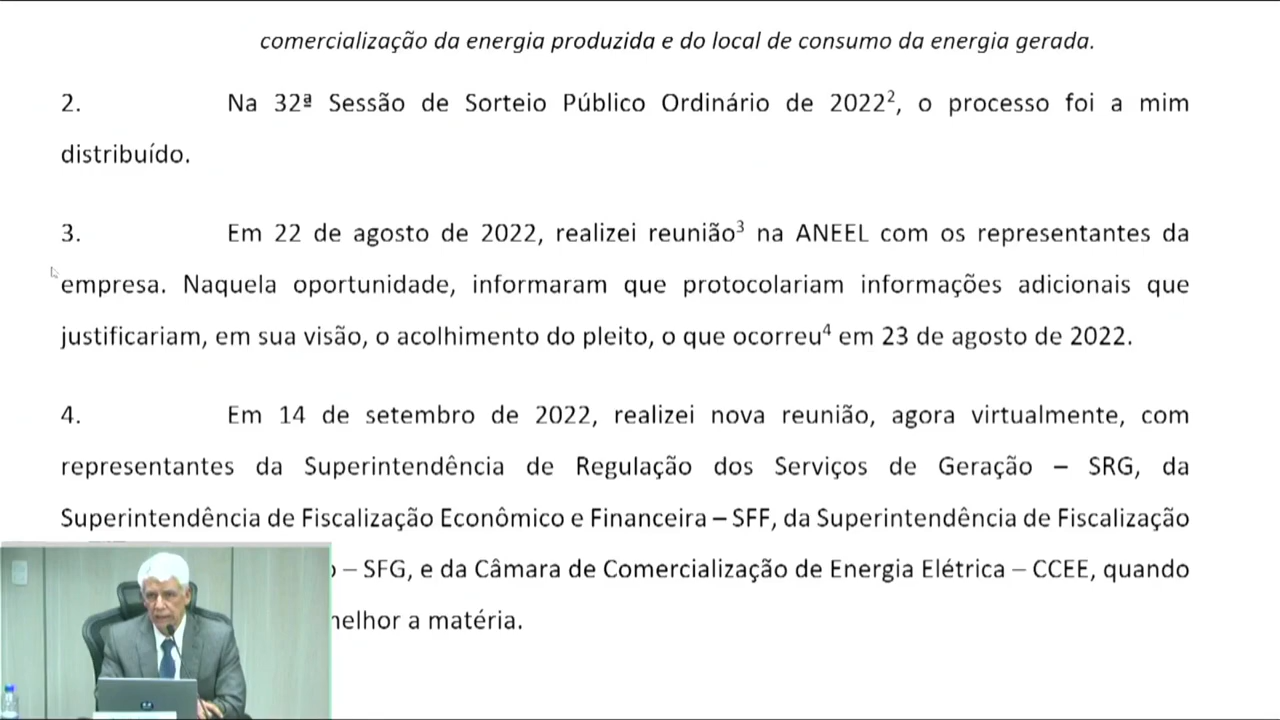 comercialização da energia produzida e do local de consumo da energia gerada.
2. Na 32ª Sessão de Sorteio Público Ordinário de 2022², o processo foi a mim
distribuído.
3. Em 22 de agosto de 2022, realizei reunião³ na ANEEL com os representantes da
empresa. Naquela oportunidade, informaram que protocolariam informações adicionais que
justificariam, em sua visão, o acolhimento do pleito, o que ocorreu⁴ em 23 de agosto de 2022.
4. Em 14 de setembro de 2022, realizei nova reunião, agora virtualmente, com
representantes da Superintendência de Regulação dos Serviços de Geração – SRG, da
Superintendência de Fiscalização Econômico e Financeira – SFF, da Superintendência de Fiscalização
– SFG, e da Câmara de Comercialização de Energia Elétrica – CCEE, quando
a matéria.